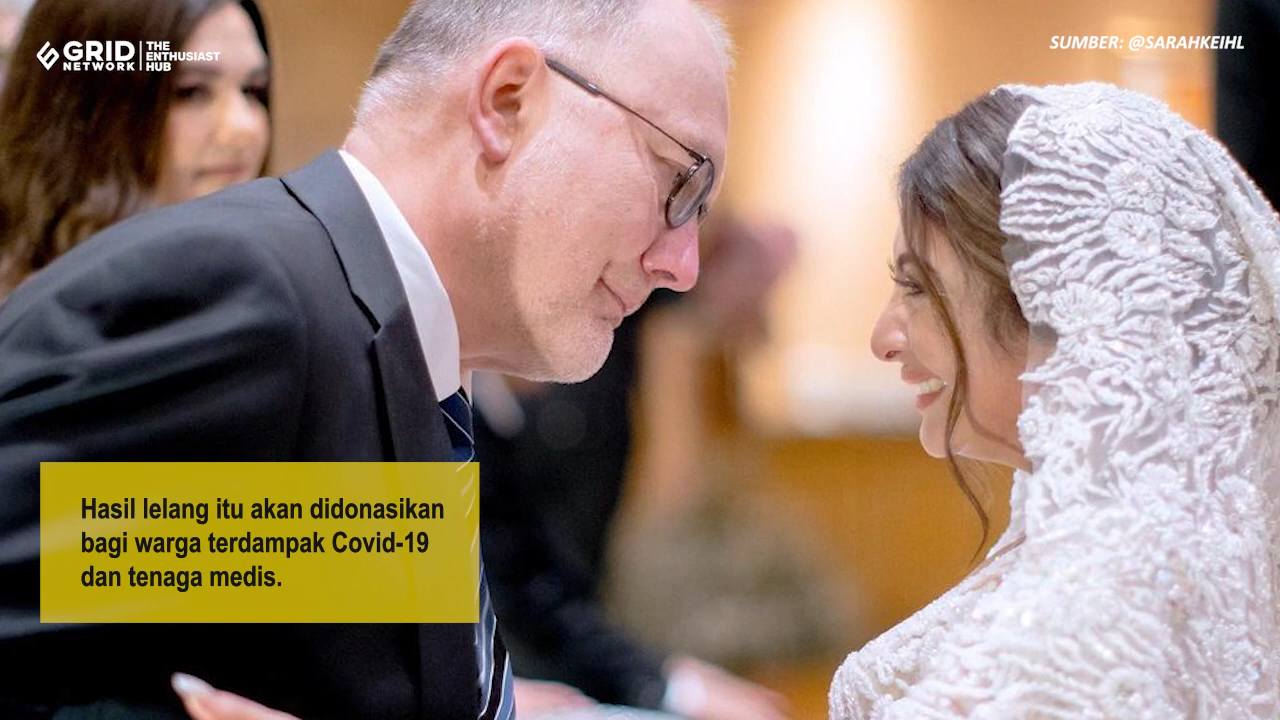 GRID NETWORK THE ENTHUSIAST HUB
SUMBER: @SARAHKEIHL
Hasil lelang itu akan didonasikan
bagi warga terdampak Covid-19
dan tenaga medis.